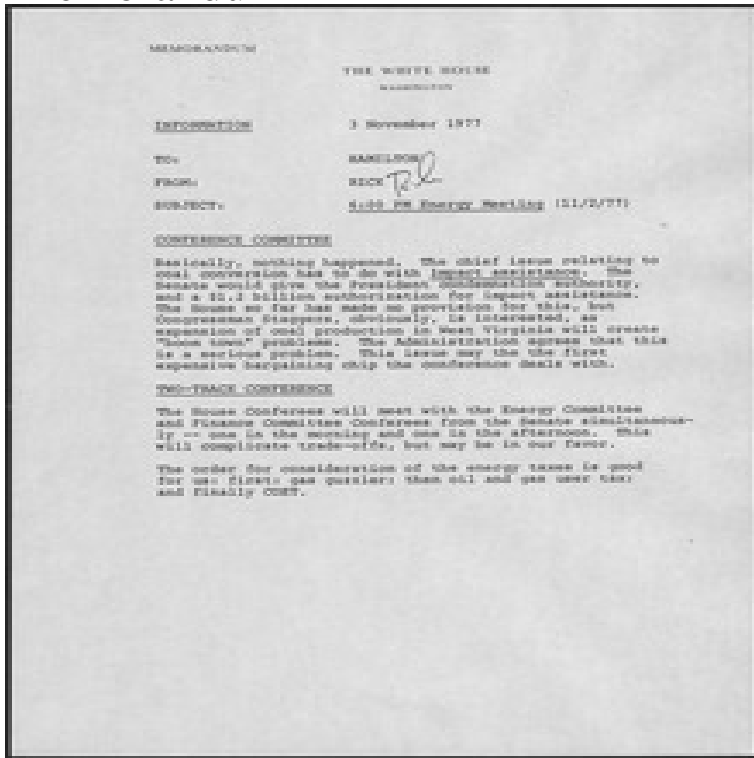 MEMORANDUM
THE WHITE HOUSE
WASHINGTON
INFORMATION
3 November 1977
TO: HAMILTON
FROM: RICK
SUBJECT: 6:00 PM Energy Meeting (11/2/77)
CONFERENCE COMMITTEE
Basically, nothing happened. The chief issue relating to
coal conversion has to do with impact assistance. The
Senate would give the President condemnation authority,
and a $1.2 billion authorization for impact assistance.
The House so far has made no provision for this, but
Congressman Staggers, obviously, is interested, as
expansion of coal production in West Virginia will create
"boom town" problems. The Administration agrees that this
is a serious problem. This issue may the the first
expensive bargaining chip the conference deals with.
TWO-TRACK CONFERENCE
The House Conferees will meet with the Energy Committee
and Finance Committee Conferees from the Senate simultaneous-
ly -- one in the morning and one in the afternoon. This
will complicate trade-offs, but may be in our favor.
The order for consideration of the energy taxes is good
for us: first: gas guzzler; then oil and gas user tax;
and finally COET.